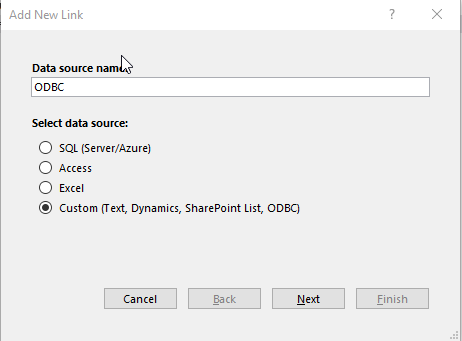 Add New Link
Data source name
ODBC
Select data source:
SQL (Server/Azure)
Access
Excel
Custom (Text, Dynamics, SharePoint List, ODBC)
Cancel Back Next Finish